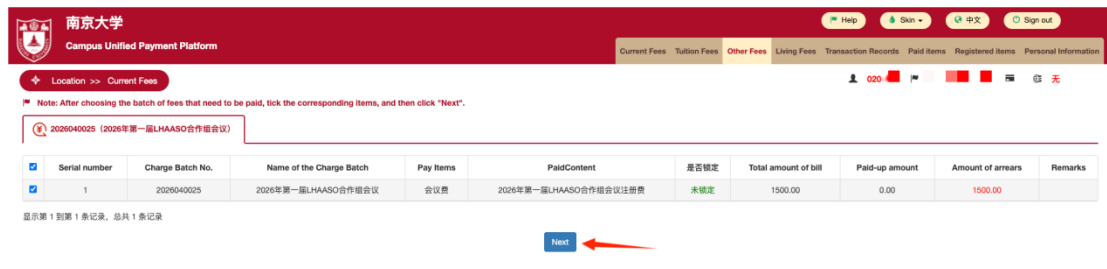 南京大学
Campus Unified Payment Platform
Help Skin 中文 Sign out
Current Fees Tuition Fees Other Fees Living Fees Transaction Records Paid items Registered items Personal Information
Location >> Current Fees
020 无
Note: After choosing the batch of fees that need to be paid, tick the corresponding items, and then click "Next".
2026040025（2026年第一届LHAASO合作组会议）
Serial number Charge Batch No. Name of the Charge Batch Pay Items PaidContent 是否锁定 Total amount of bill Paid-up amount Amount of arrears Remarks
1 2026040025 2026年第一届LHAASO合作组会议 会议费 2026年第一届LHAASO合作组会议注册费 未锁定 1500.00 0.00 1500.00
显示第 1 到第 1 条记录，总共 1 条记录
Next